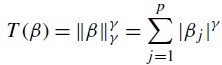 T(β) = ‖β‖_γ^γ = ∑_{j=1}^{p} |β_j|^γ